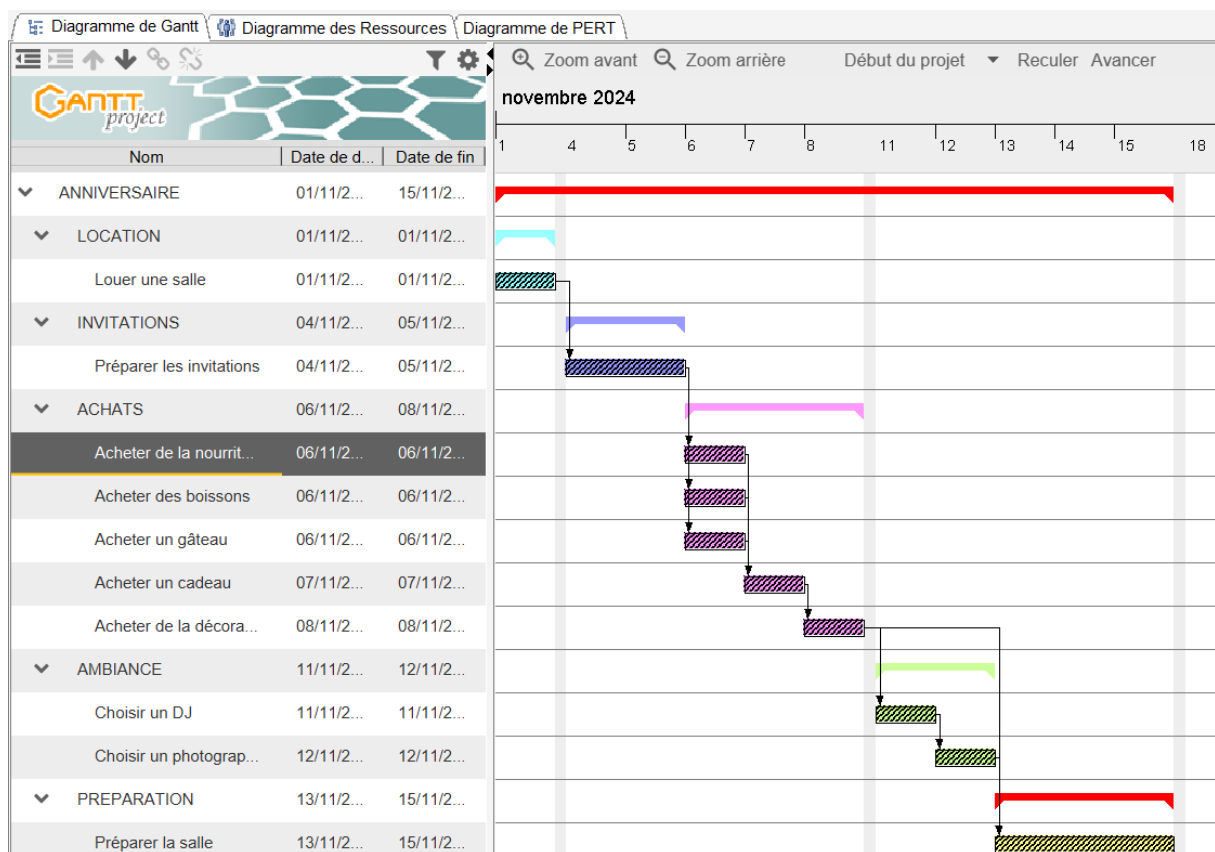 Diagramme de Gantt Diagramme des Ressources Diagramme de PERT
Zoom avant Zoom arrière Début du projet Reculer Avancer
GANTT project
novembre 2024
1 4 5 6 7 8 11 12 13 14 15 18
Nom Date de d... Date de fin
ANNIVERSAIRE 01/11/2... 15/11/2...
LOCATION 01/11/2... 01/11/2...
Louer une salle 01/11/2... 01/11/2...
INVITATIONS 04/11/2... 05/11/2...
Préparer les invitations 04/11/2... 05/11/2...
ACHATS 06/11/2... 08/11/2...
Acheter de la nourrit... 06/11/2... 06/11/2...
Acheter des boissons 06/11/2... 06/11/2...
Acheter un gâteau 06/11/2... 06/11/2...
Acheter un cadeau 07/11/2... 07/11/2...
Acheter de la décora... 08/11/2... 08/11/2...
AMBIANCE 11/11/2... 12/11/2...
Choisir un DJ 11/11/2... 11/11/2...
Choisir un photograp... 12/11/2... 12/11/2...
PREPARATION 13/11/2... 15/11/2...
Préparer la salle 13/11/2... 15/11/2...